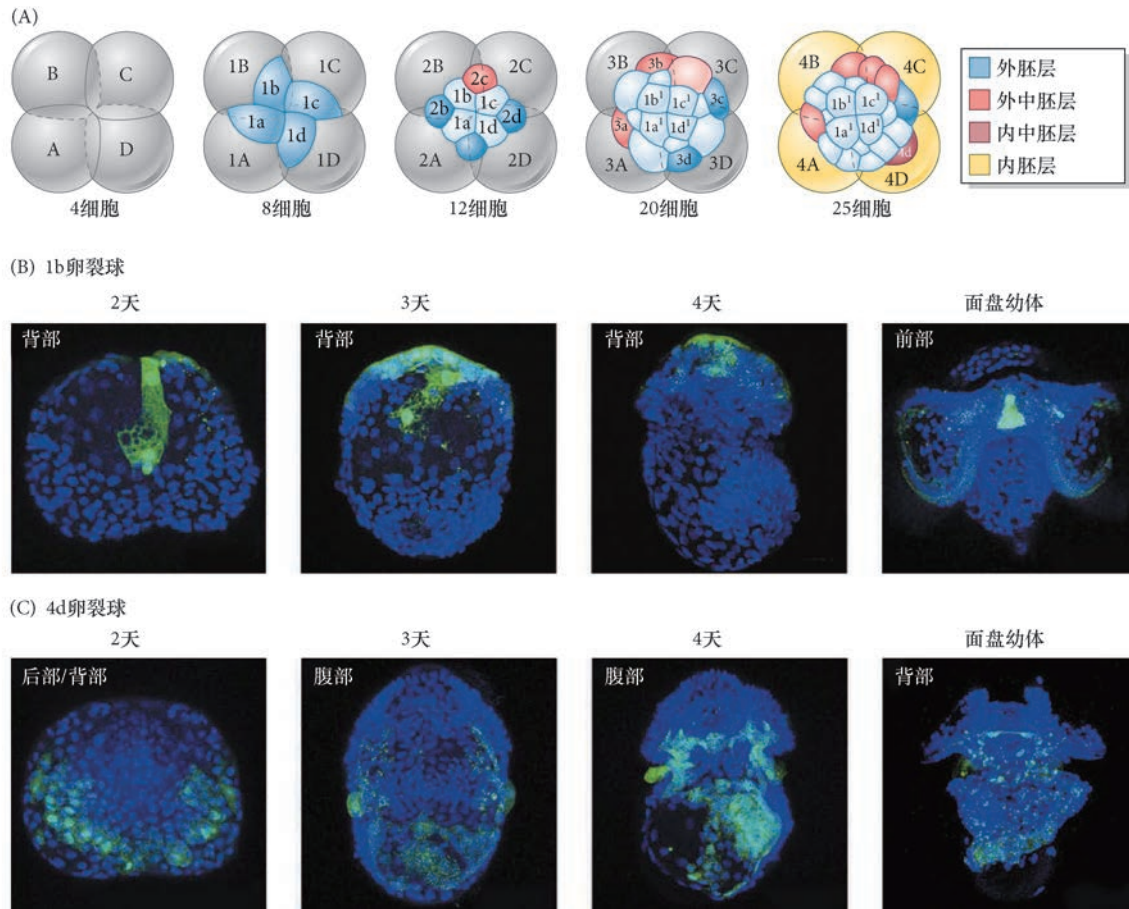 (A)
B C
A D
4细胞
1B 1C
1b 1c
1a 1d
1A 1D
8细胞
2B 2C
2c
1b 1c
2b 2d
1a 1d
2A 2D
12细胞
3B 3C
3b
1b¹ 1c¹ 3c
3a 1a¹ 1d¹
3A 3d 3D
20细胞
4B 4C
1b¹ 1c¹
1a¹ 1d¹
4d
4A 4D
25细胞
外胚层
外中胚层
内中胚层
内胚层
(B) 1b卵裂球
2天 3天 4天 面盘幼体
背部 背部 背部 前部
(C) 4d卵裂球
2天 3天 4天 面盘幼体
后部/背部 腹部 腹部 背部